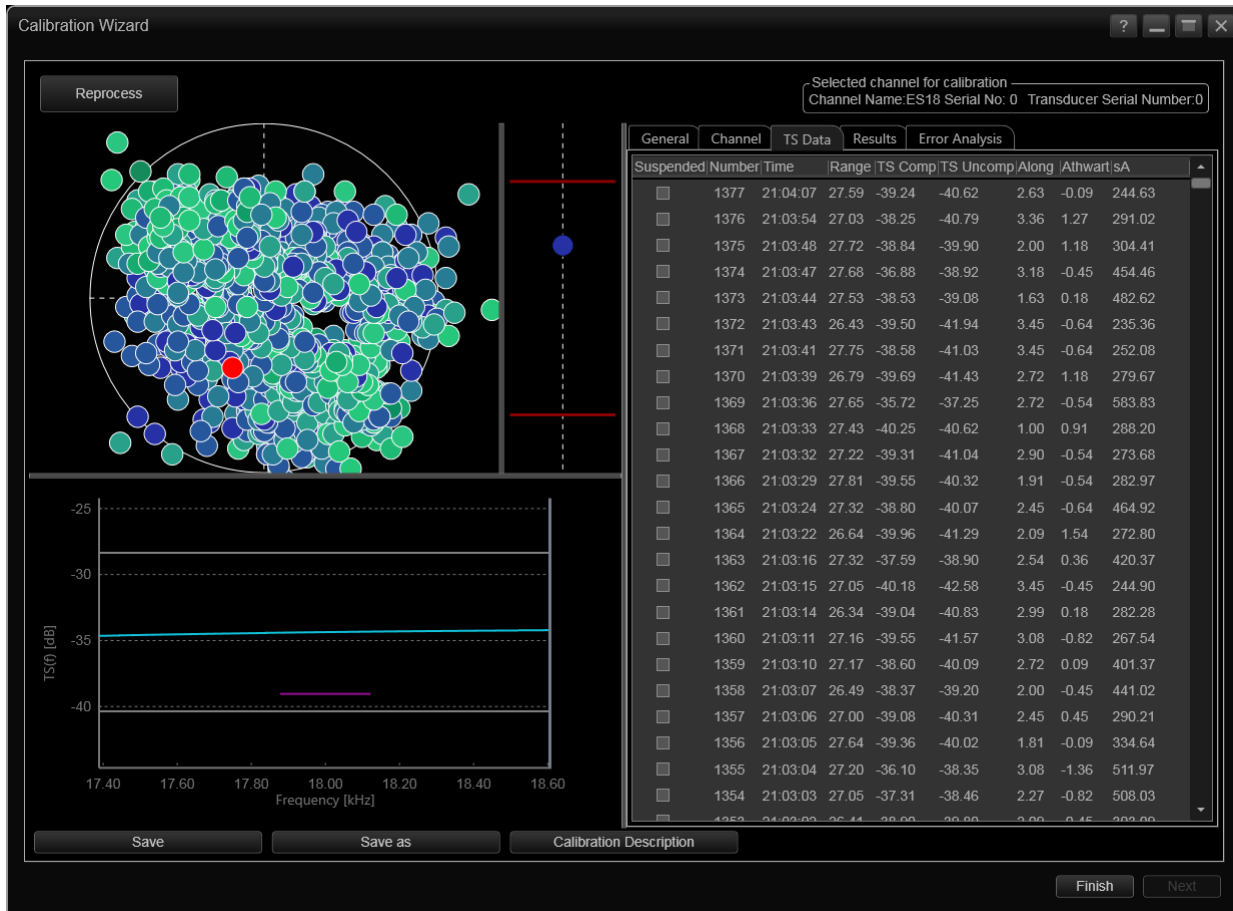 Calibration Wizard
?
Reprocess
Selected channel for calibration
Channel Name:ES18 Serial No: 0 Transducer Serial Number:0
General Channel TS Data Results Error Analysis
Suspended Number Time Range TS Comp TS Uncomp Along Athwart sA
1377 21:04:07 27.59 -39.24 -40.62 2.63 -0.09 244.63
1376 21:03:54 27.03 -38.25 -40.79 3.36 1.27 291.02
1375 21:03:48 27.72 -38.84 -39.90 2.00 1.18 304.41
1374 21:03:47 27.68 -36.88 -38.92 3.18 -0.45 454.46
1373 21:03:44 27.53 -38.53 -39.08 1.63 0.18 482.62
1372 21:03:43 26.43 -39.50 -41.94 3.45 -0.64 235.36
1371 21:03:41 27.75 -38.58 -41.03 3.45 -0.64 252.08
1370 21:03:39 26.79 -39.69 -41.43 2.72 1.18 279.67
1369 21:03:36 27.65 -35.72 -37.25 2.72 -0.54 583.83
1368 21:03:33 27.43 -40.25 -40.62 1.00 0.91 288.20
1367 21:03:32 27.22 -39.31 -41.04 2.90 -0.54 273.68
1366 21:03:29 27.81 -39.55 -40.32 1.91 -0.54 282.97
1365 21:03:24 27.32 -38.80 -40.07 2.45 -0.64 464.92
1364 21:03:22 26.64 -39.96 -41.29 2.09 1.54 272.80
1363 21:03:16 27.32 -37.59 -38.90 2.54 0.36 420.37
1362 21:03:15 27.05 -40.18 -42.58 3.45 -0.45 244.90
1361 21:03:14 26.34 -39.04 -40.83 2.99 0.18 282.28
1360 21:03:11 27.16 -39.55 -41.57 3.08 -0.82 267.54
1359 21:03:10 27.17 -38.60 -40.09 2.72 0.09 401.37
1358 21:03:07 26.49 -38.37 -39.20 2.00 -0.45 441.02
1357 21:03:06 27.00 -39.08 -40.31 2.45 0.45 290.21
1356 21:03:05 27.64 -39.36 -40.02 1.81 -0.09 334.64
1355 21:03:04 27.20 -36.10 -38.35 3.08 -1.36 511.97
1354 21:03:03 27.05 -37.31 -38.46 2.27 -0.82 508.03
-25
-30
-35
-40
TS(f) [dB]
17.40 17.60 17.80 18.00 18.20 18.40 18.60
Frequency [kHz]
Save Save as Calibration Description
Finish Next